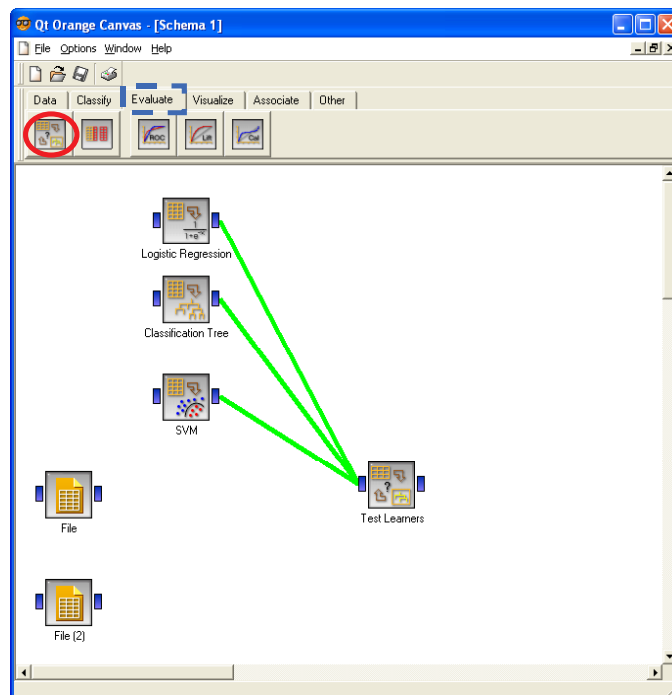 Qt Orange Canvas - [Schema 1]
File Options Window Help
Data Classify Evaluate Visualize Associate Other
? ROC Lift Cal
1
1+e^-x
Logistic Regression
Classification Tree
SVM
?
Test Learners
File
File (2)